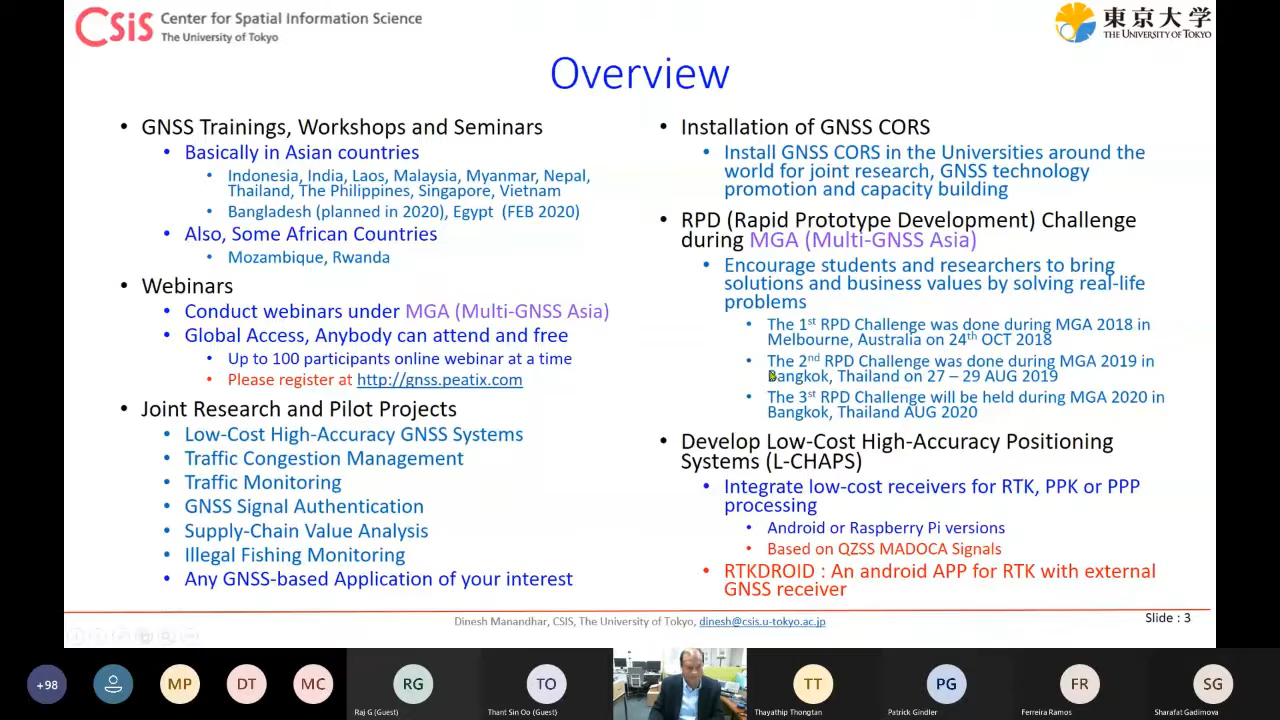 CSiS Center for Spatial Information Science
The University of Tokyo
東京大学
THE UNIVERSITY OF TOKYO
Overview
• GNSS Trainings, Workshops and Seminars
• Basically in Asian countries
• Indonesia, India, Laos, Malaysia, Myanmar, Nepal,
Thailand, The Philippines, Singapore, Vietnam
• Bangladesh (planned in 2020), Egypt (FEB 2020)
• Also, Some African Countries
• Mozambique, Rwanda
• Webinars
• Conduct webinars under MGA (Multi-GNSS Asia)
• Global Access, Anybody can attend and free
• Up to 100 participants online webinar at a time
• Please register at http://gnss.peatix.com
• Joint Research and Pilot Projects
• Low-Cost High-Accuracy GNSS Systems
• Traffic Congestion Management
• Traffic Monitoring
• GNSS Signal Authentication
• Supply-Chain Value Analysis
• Illegal Fishing Monitoring
• Any GNSS-based Application of your interest
• Installation of GNSS CORS
• Install GNSS CORS in the Universities around the
world for joint research, GNSS technology
promotion and capacity building
• RPD (Rapid Prototype Development) Challenge
during MGA (Multi-GNSS Asia)
• Encourage students and researchers to bring
solutions and business values by solving real-life
problems
• The 1st RPD Challenge was done during MGA 2018 in
Melbourne, Australia on 24th OCT 2018
• The 2nd RPD Challenge was done during MGA 2019 in
Bangkok, Thailand on 27 – 29 AUG 2019
• The 3st RPD Challenge will be held during MGA 2020 in
Bangkok, Thailand AUG 2020
• Develop Low-Cost High-Accuracy Positioning
Systems (L-CHAPS)
• Integrate low-cost receivers for RTK, PPK or PPP
processing
• Android or Raspberry Pi versions
• Based on QZSS MADOCA Signals
• RTKDROID : An android APP for RTK with external
GNSS receiver
Dinesh Manandhar, CSIS, The University of Tokyo, dinesh@csis.u-tokyo.ac.jp
Slide : 3
+98
MP
DT
MC
RG
TO
TT
PG
FR
SG
Raj G (Guest)
Thant Sin Oo (Guest)
Thayathip Thongtan
Patrick Gindler
Ferreira Ramos
Sharafat Gadimova